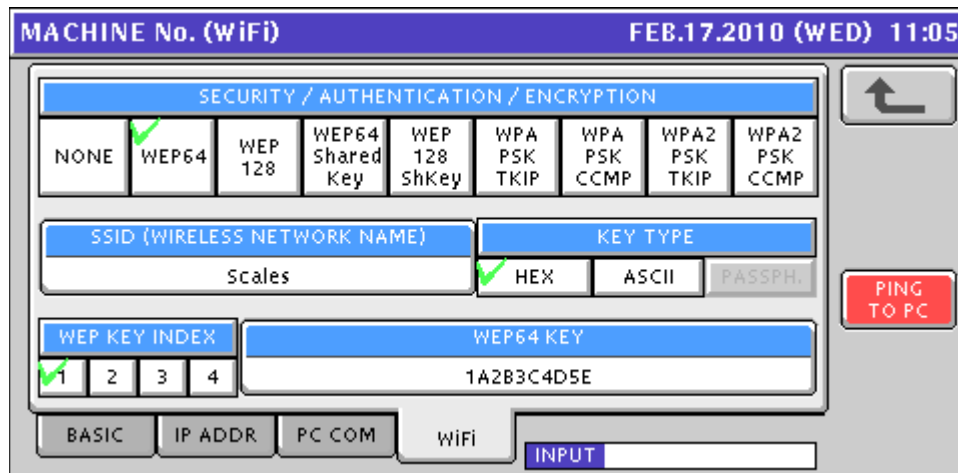 MACHINE No. (WiFi) FEB.17.2010 (WED) 11:05
SECURITY / AUTHENTICATION / ENCRYPTION
NONE
WEP64
WEP
128
WEP64
Shared
Key
WEP
128
ShKey
WPA
PSK
TKIP
WPA
PSK
CCMP
WPA2
PSK
TKIP
WPA2
PSK
CCMP
SSID (WIRELESS NETWORK NAME)
Scales
KEY TYPE
HEX ASCII PASSPH.
PING
TO PC
WEP KEY INDEX
1 2 3 4
WEP64 KEY
1A2B3C4D5E
BASIC IP ADDR PC COM WiFi
INPUT